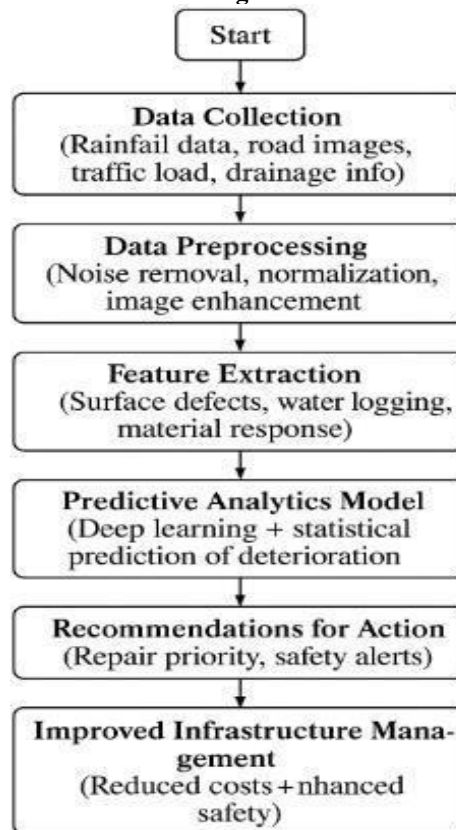 Start
Data Collection
(Rainfail data, road images,
traffic load, drainage info)
Data Preprocessing
(Noise rernoval, normalization,
image enhancement
Feature Extraction
(Surface defects, water logging,
material response)
Predictive Analytics Model
(Deep learning + statistical
prediction of deterioration
Recommendations for Action
(Repair priority, safety alerts)
Improved Infrastructure Mana-
gement
(Reduced costs+nhanced
safety)